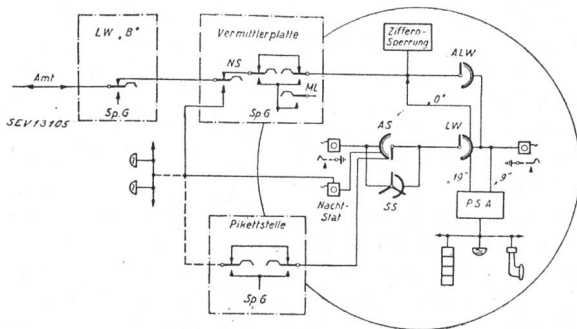 LW „B"
Vermittlerplatte
Ziffern-
Sperrung
ALW
NS
Amt
ML
Sp.G
Sp.G
„0"
SEV13105
AS
LW
„19"
„9"
Nacht-
Stat
SS
P S A
Pikettstelle
Sp.G